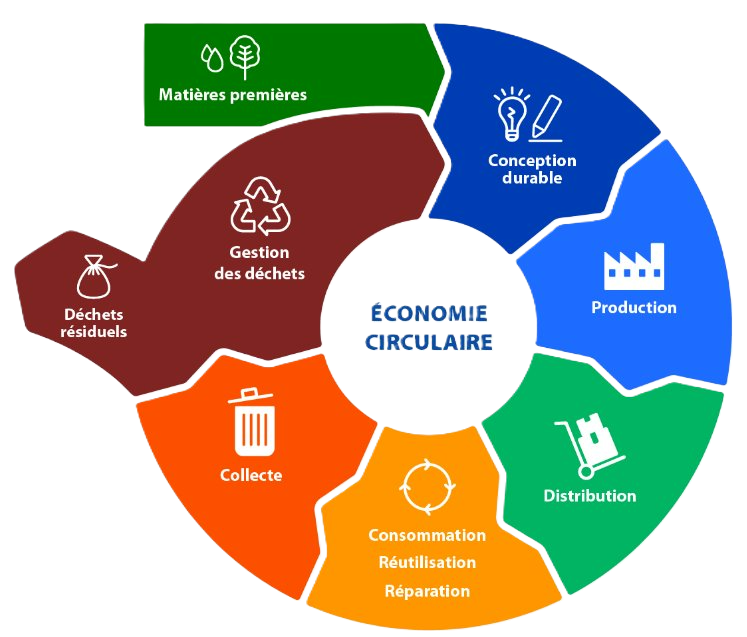 Matières premières
Conception
durable
Production
Distribution
Consommation
Réutilisation
Réparation
Collecte
Gestion
des déchets
Déchets
résiduels
ÉCONOMIE
CIRCULAIRE